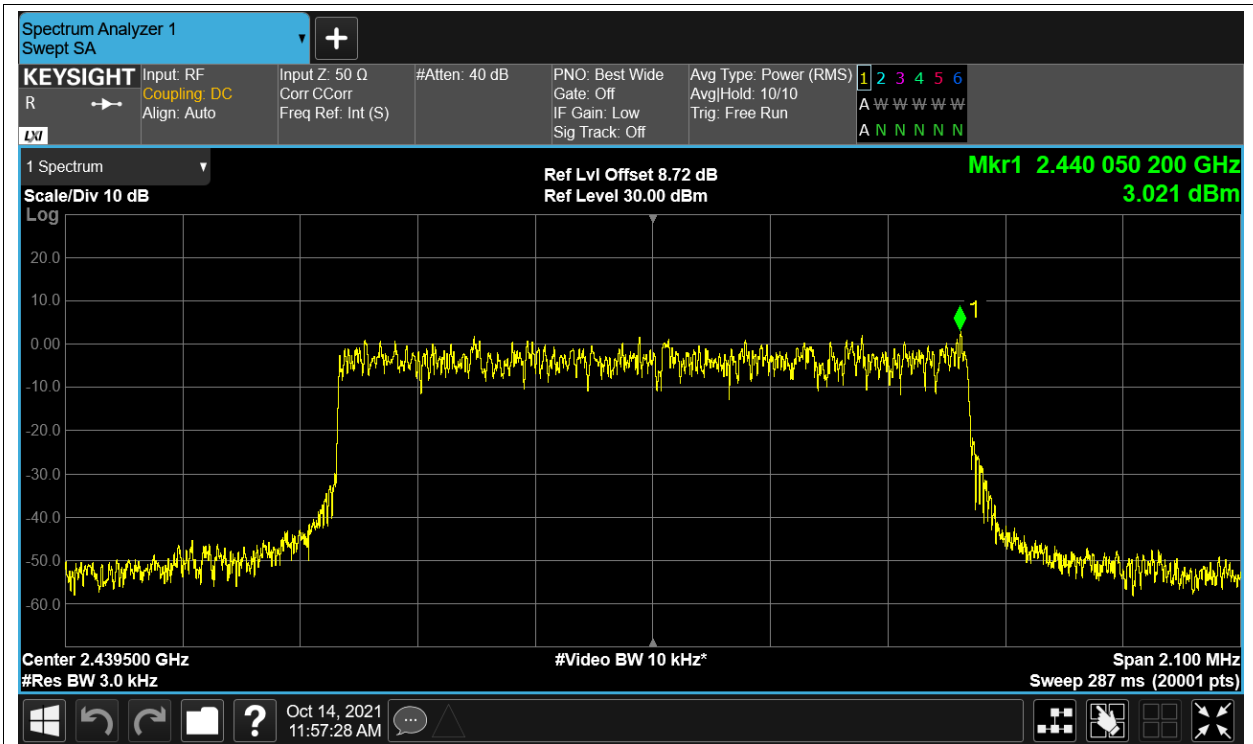 Spectrum Analyzer 1
Swept SA
KEYSIGHT
R
LXI
Input: RF
Coupling: DC
Align: Auto
Input Z: 50 Ω
Corr CCorr
Freq Ref: Int (S)
#Atten: 40 dB
PNO: Best Wide
Gate: Off
IF Gain: Low
Sig Track: Off
Avg Type: Power (RMS)
Avg|Hold: 10/10
Trig: Free Run
1 2 3 4 5 6
A W W W W W
A N N N N N
1 Spectrum
Scale/Div 10 dB
Log
Ref Lvl Offset 8.72 dB
Ref Level 30.00 dBm
Mkr1 2.440 050 200 GHz
3.021 dBm
20.0
10.0
0.00
-10.0
-20.0
-30.0
-40.0
-50.0
-60.0
1
Center 2.439500 GHz
#Res BW 3.0 kHz
#Video BW 10 kHz*
Span 2.100 MHz
Sweep 287 ms (20001 pts)
?
Oct 14, 2021
11:57:28 AM